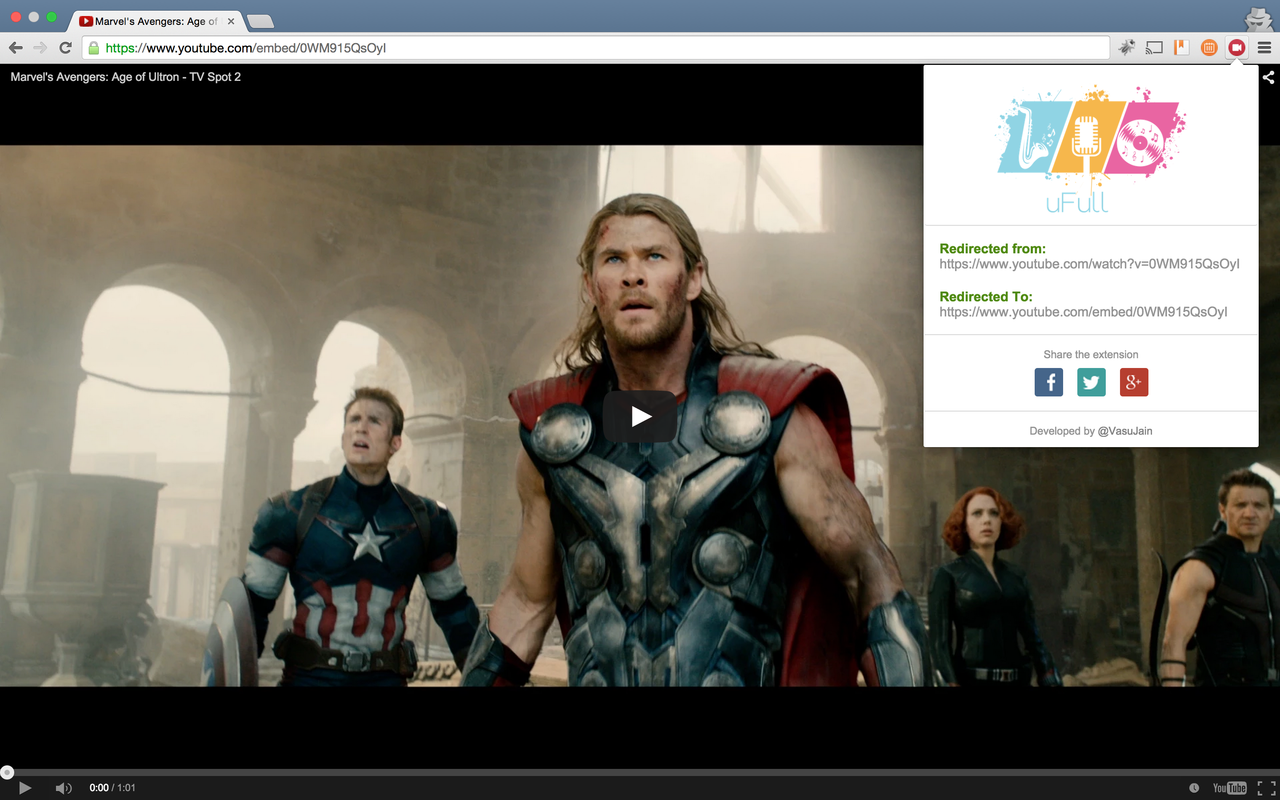 Marvel's Avengers: Age of
https://www.youtube.com/embed/0WM915QsOyI
Marvel's Avengers: Age of Ultron - TV Spot 2
uFull
Redirected from:
https://www.youtube.com/watch?v=0WM915QsOyI
Redirected To:
https://www.youtube.com/embed/0WM915QsOyI
Share the extension
f
g+
Developed by @VasuJain
0:00 / 1:01
YouTube